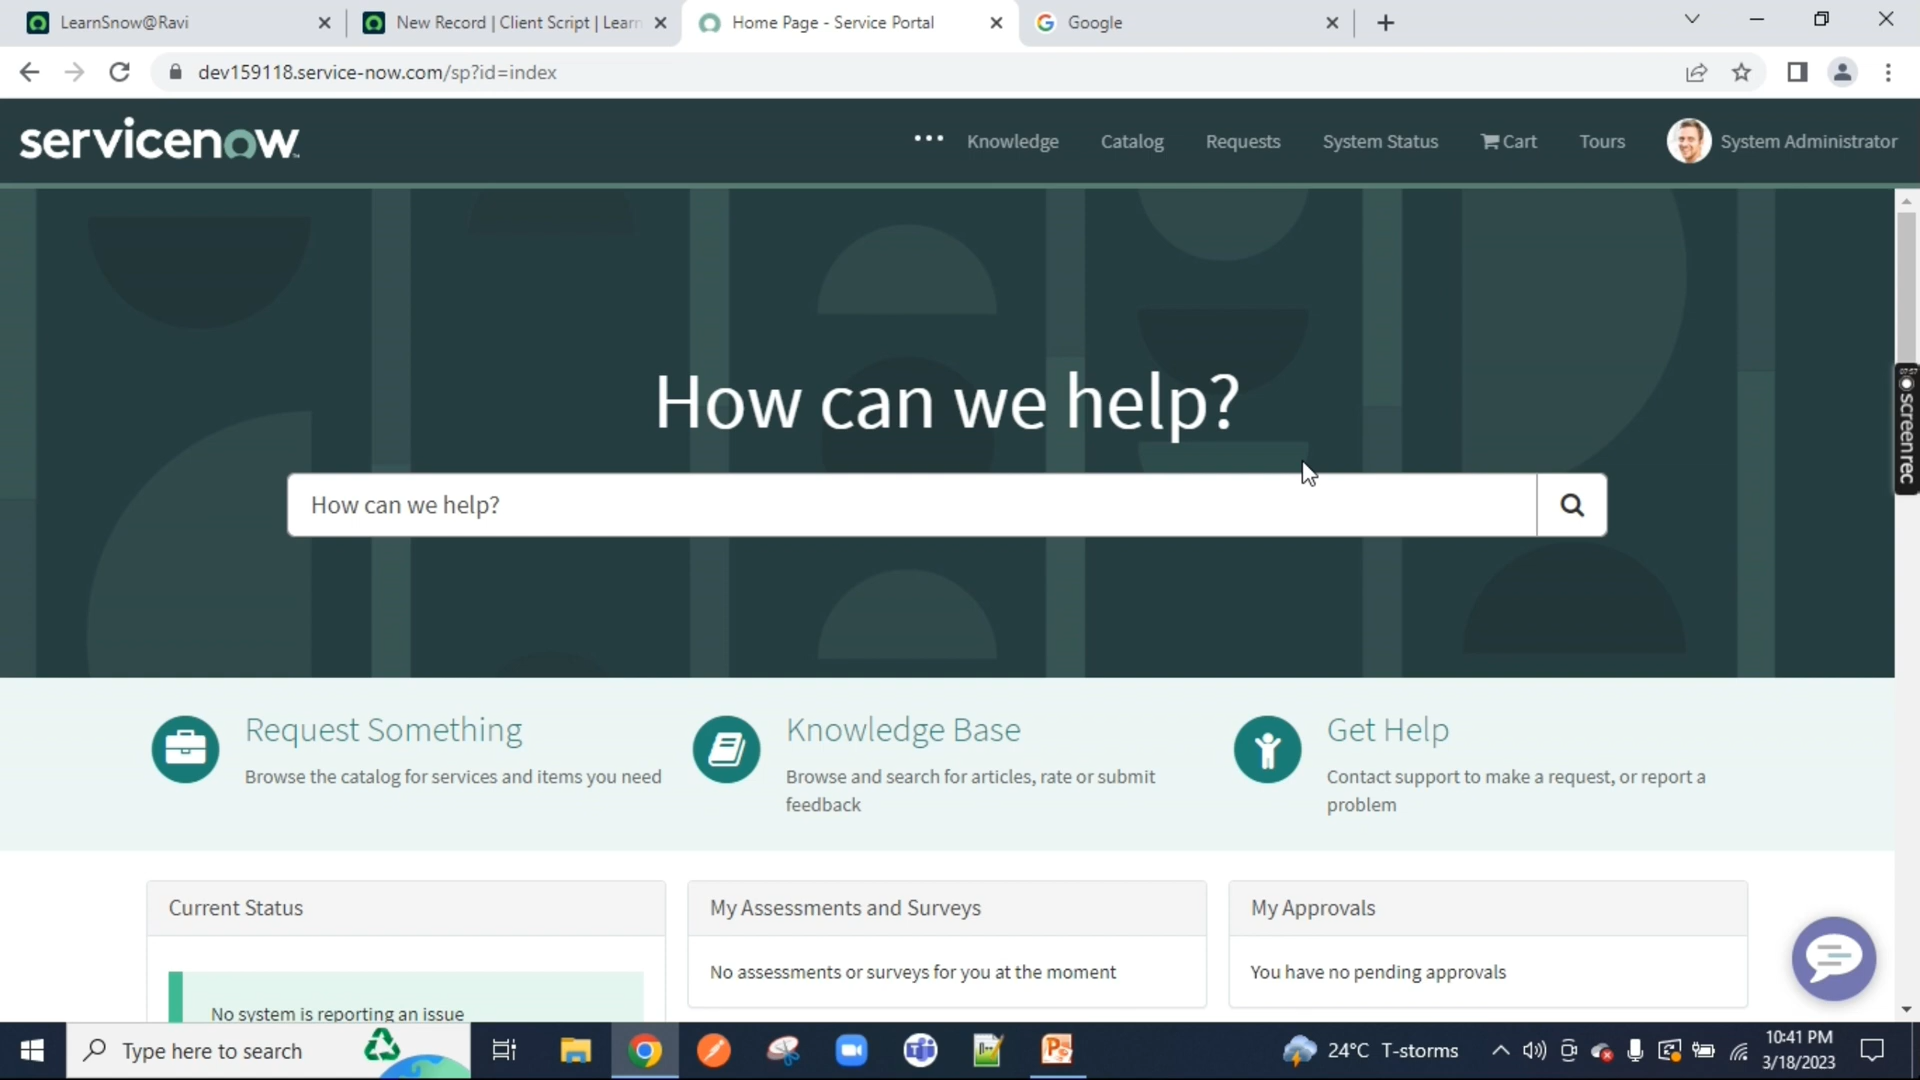 LearnSnow@Ravi
New Record | Client Script | Learn
Home Page - Service Portal
Google
dev159118.service-now.com/sp?id=index
servicenow
Knowledge
Catalog
Requests
System Status
Cart
Tours
System Administrator
How can we help?
How can we help?
Request Something
Browse the catalog for services and items you need
Knowledge Base
Browse and search for articles, rate or submit
feedback
Get Help
Contact support to make a request, or report a
problem
Current Status
No system is reporting an issue
My Assessments and Surveys
No assessments or surveys for you at the moment
My Approvals
You have no pending approvals
07:57
screenrec
Type here to search
24°C T-storms
10:41 PM
3/18/2023